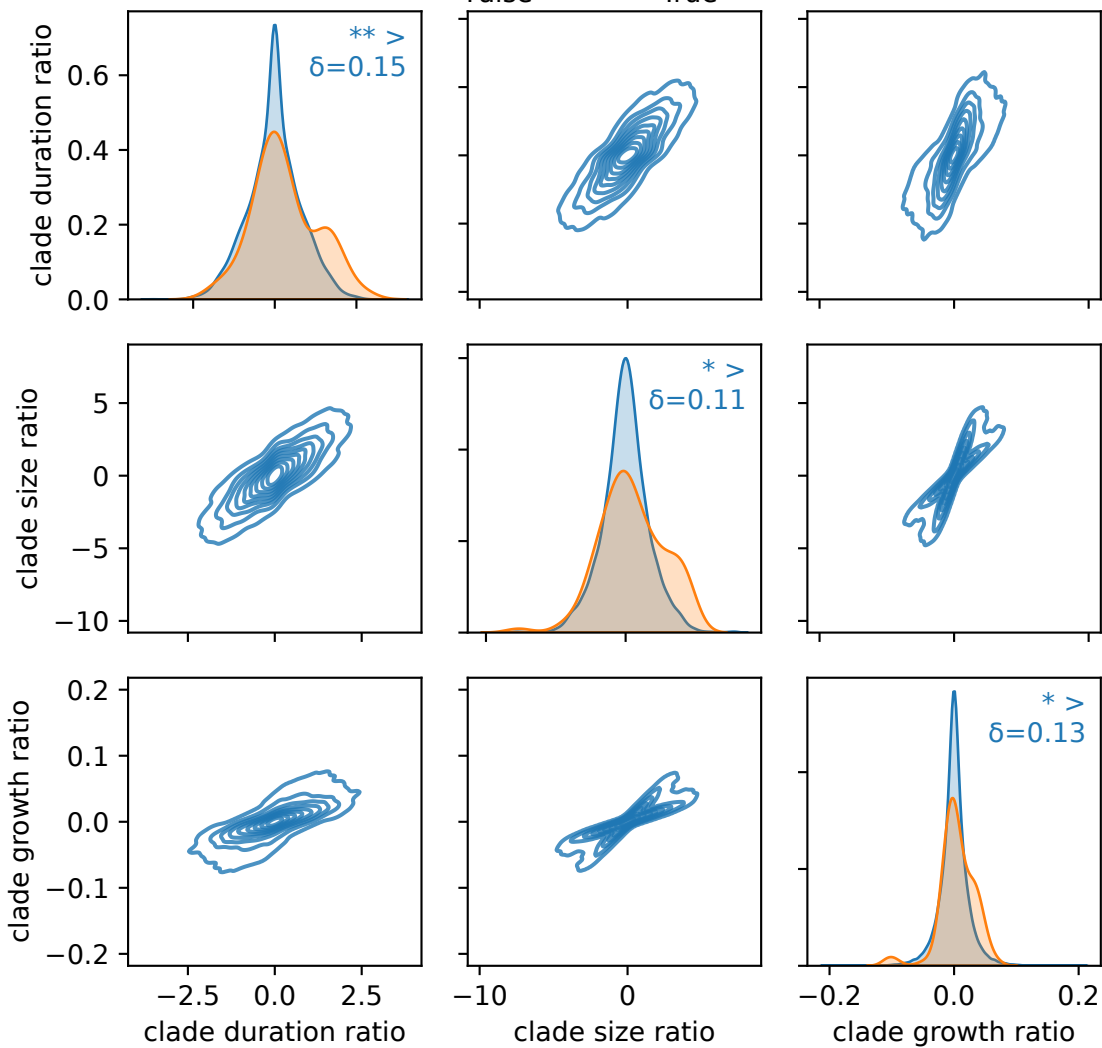 False True
clade duration ratio
0.6
0.4
0.2
0.0
** >
δ=0.15
clade size ratio
5
0
−5
−10
* >
δ=0.11
clade growth ratio
0.2
0.1
0.0
−0.1
−0.2
* >
δ=0.13
−2.5 0.0 2.5
−10 0
−0.2 0.0 0.2
clade duration ratio
clade size ratio
clade growth ratio